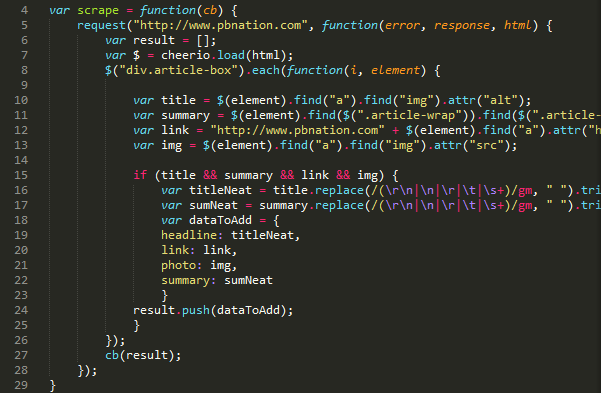 4 var scrape = function(cb) {
5 request("http://www.pbnation.com", function(error, response, html) {
6 var result = [];
7 var $ = cheerio.load(html);
8 $("div.article-box").each(function(i, element) {
9
10 var title = $(element).find("a").find("img").attr("alt");
11 var summary = $(element).find($(".article-wrap")).find($(".article-
12 var link = "http://www.pbnation.com" + $(element).find("a").attr("h
13 var img = $(element).find("a").find("img").attr("src");
14
15 if (title && summary && link && img) {
16 var titleNeat = title.replace(/(\r\n|\n|\r|\t|\s+)/gm, " ").tri
17 var sumNeat = summary.replace(/(\r\n|\n|\r|\t|\s+)/gm, " ").tri
18 var dataToAdd = {
19 headline: titleNeat,
20 link: link,
21 photo: img,
22 summary: sumNeat
23 }
24 result.push(dataToAdd);
25 }
26 });
27 cb(result);
28 });
29 }